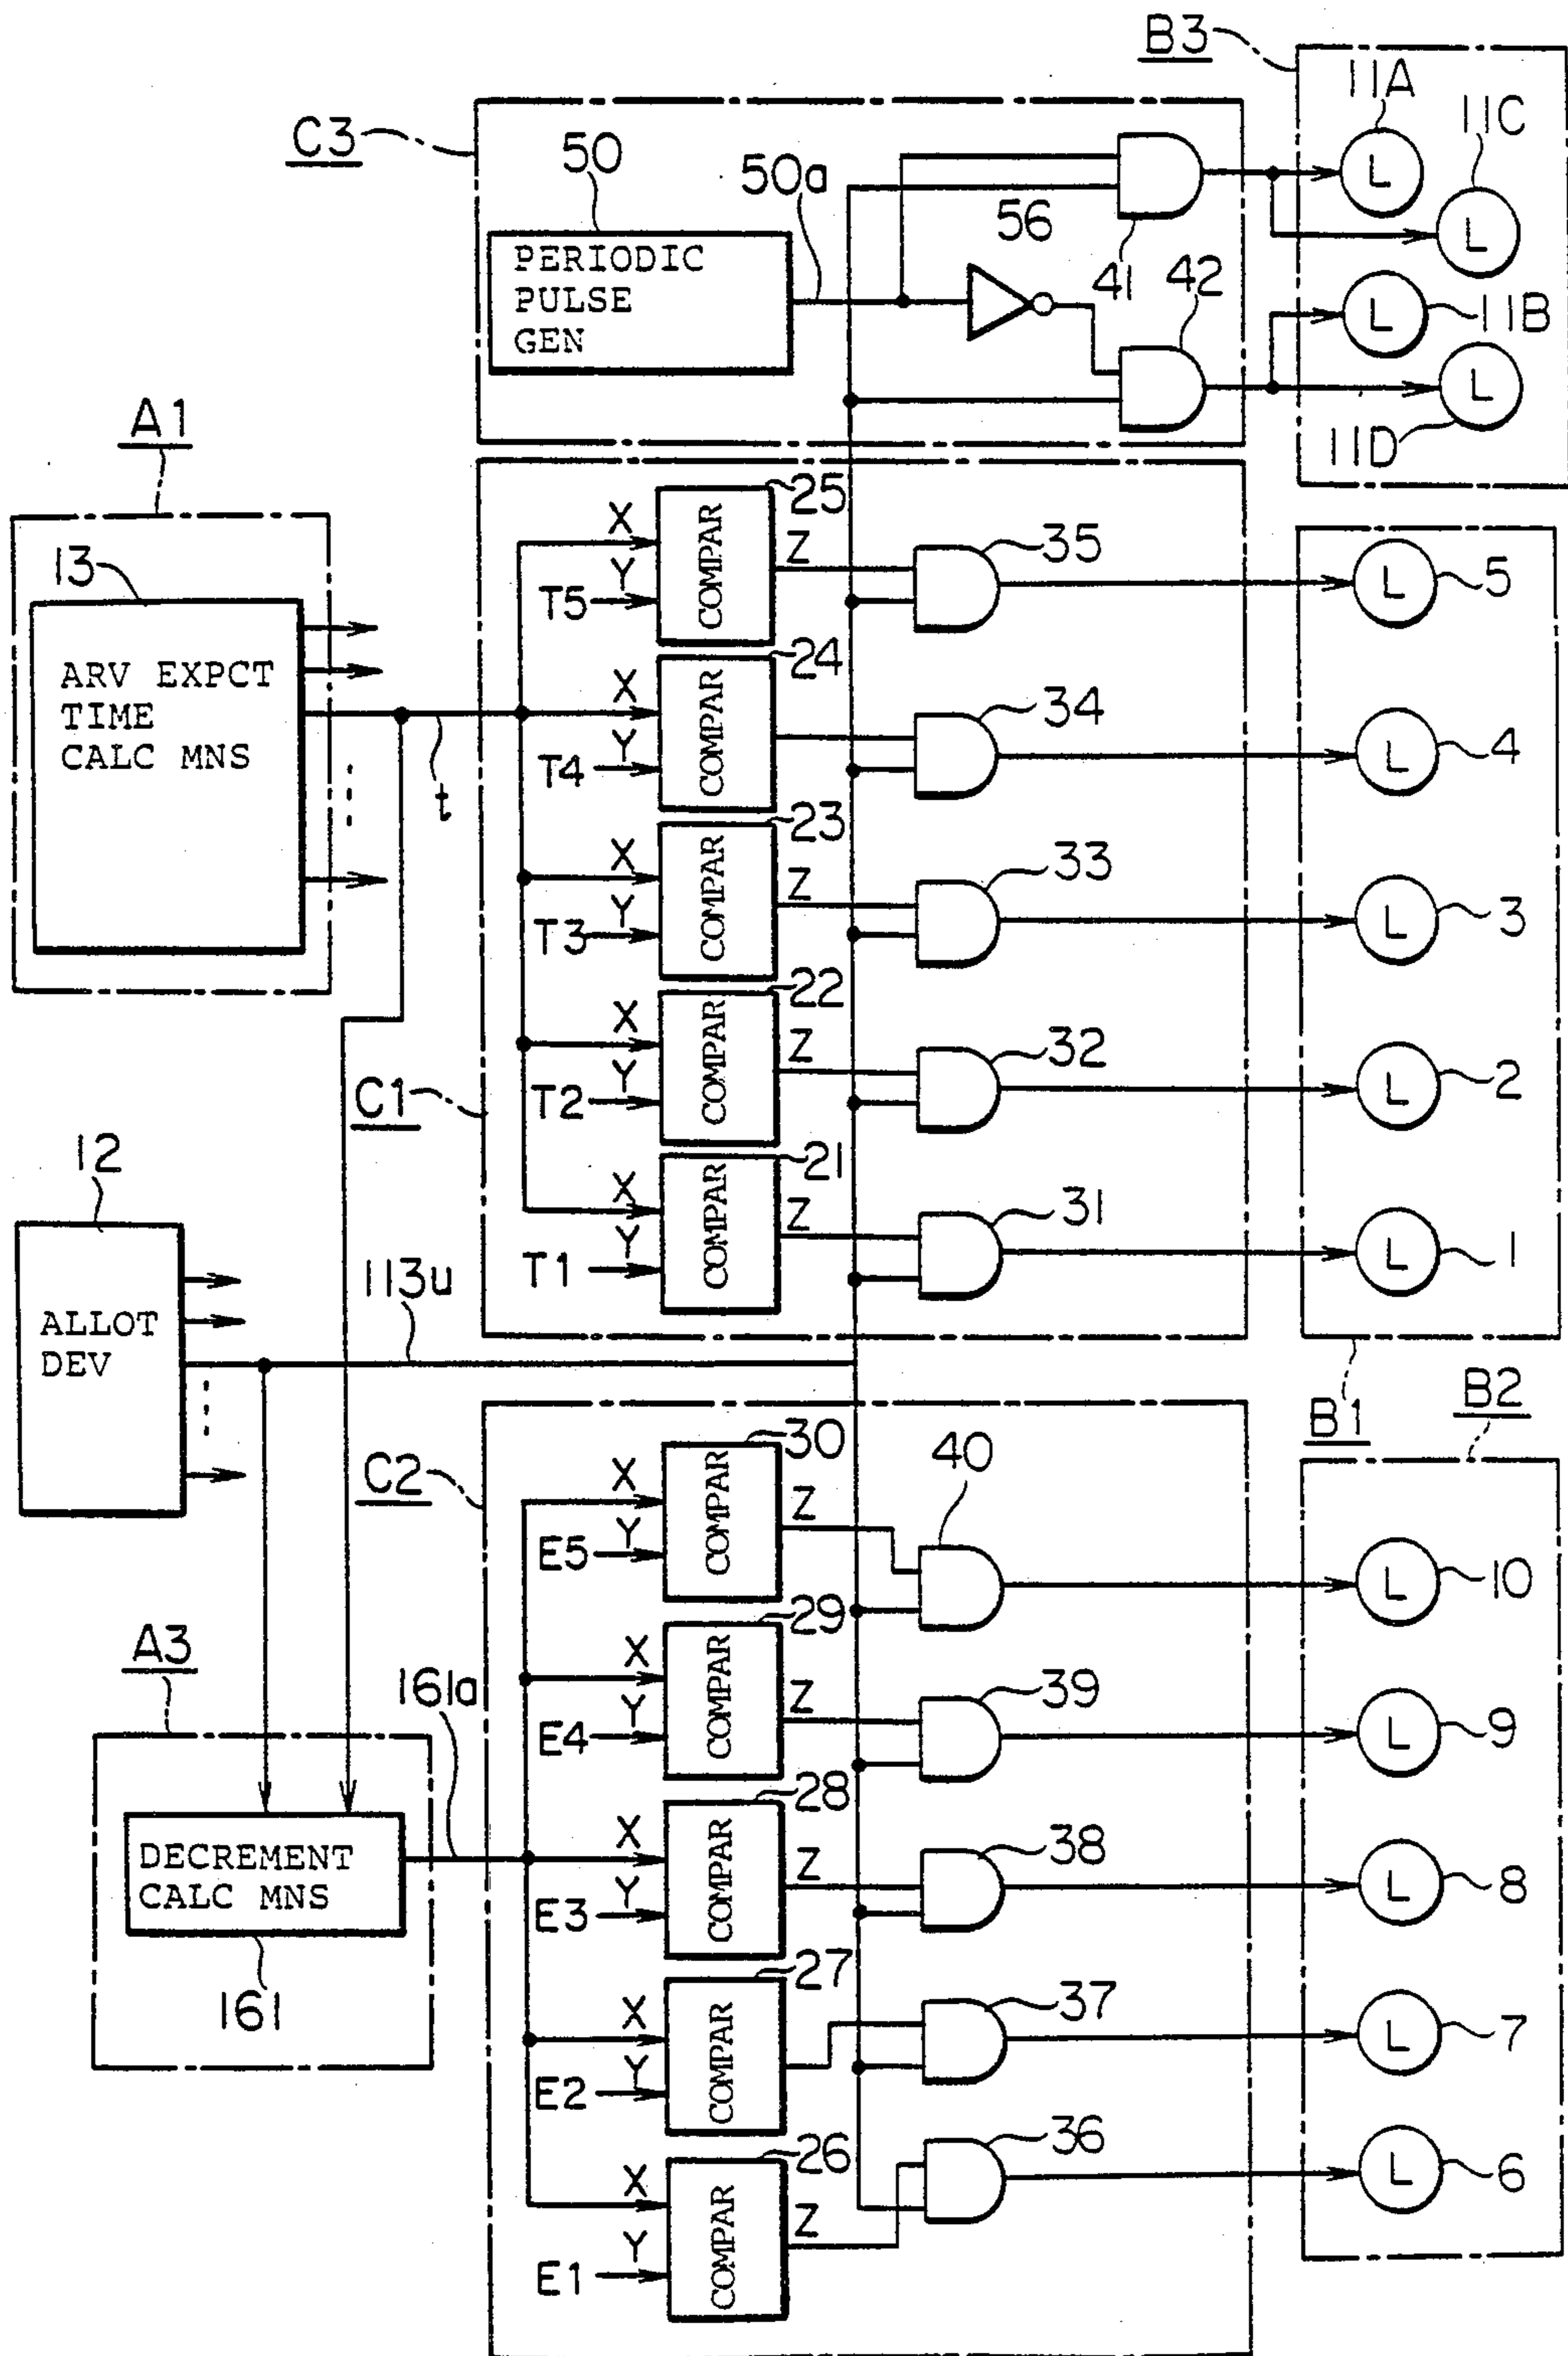 B3
11A
11C
C3
50
50a
56
PERIODIC
PULSE
GEN
41
42
L
L
L
L
11B
11D
A1
13
ARV EXPCT
TIME
CALC MNS
t
25
X
Y
T5
COMPAR
Z
35
L
5
24
X
Y
T4
COMPAR
34
L
4
23
X
Y
T3
COMPAR
Z
33
L
3
22
X
Y
T2
COMPAR
Z
32
L
2
C1
21
X
Y
T1
COMPAR
Z
31
L
1
12
ALLOT
DEV
113u
B1
B2
C2
30
X
Y
E5
COMPAR
Z
40
L
10
29
X
Y
E4
COMPAR
Z
39
L
9
A3
161a
DECREMENT
CALC MNS
161
28
X
Y
E3
COMPAR
Z
38
L
8
27
X
Y
E2
COMPAR
37
L
7
26
X
Y
E1
COMPAR
Z
36
L
6